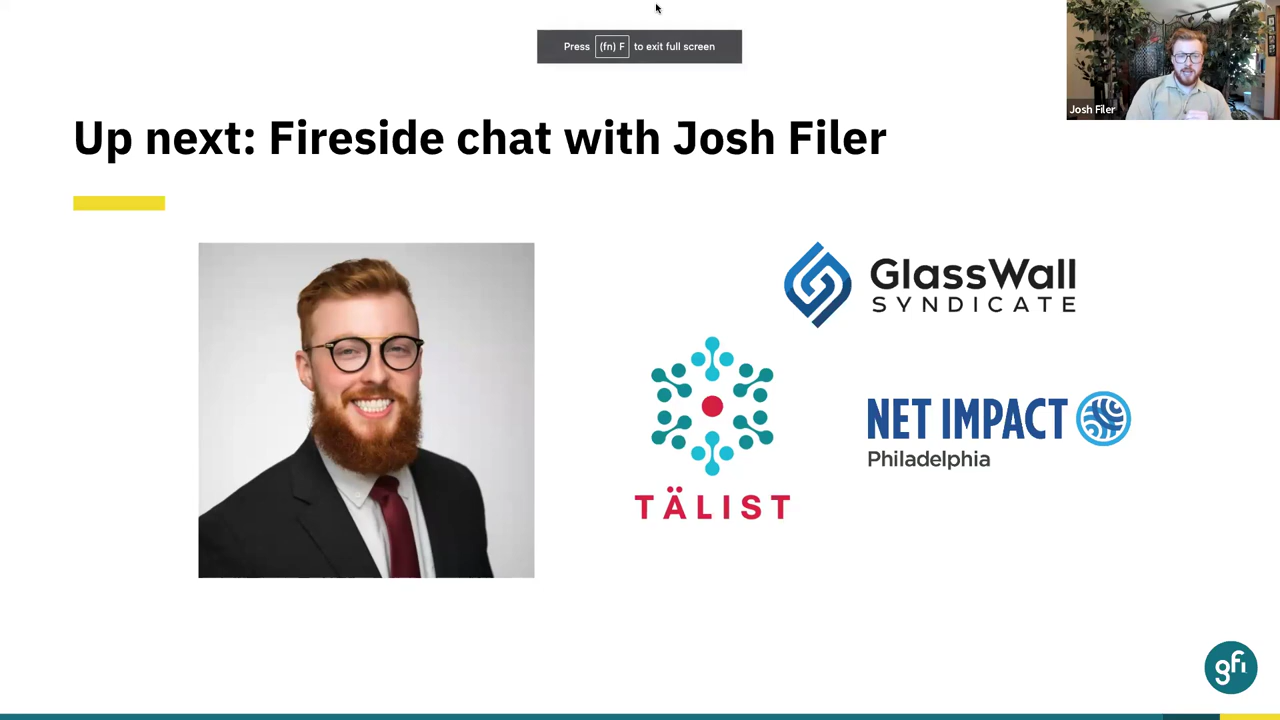 Press (fn) F to exit full screen
Josh Filer
Up next: Fireside chat with Josh Filer
GlassWall
SYNDICATE
TÄLIST
NET IMPACT
Philadelphia
gfi